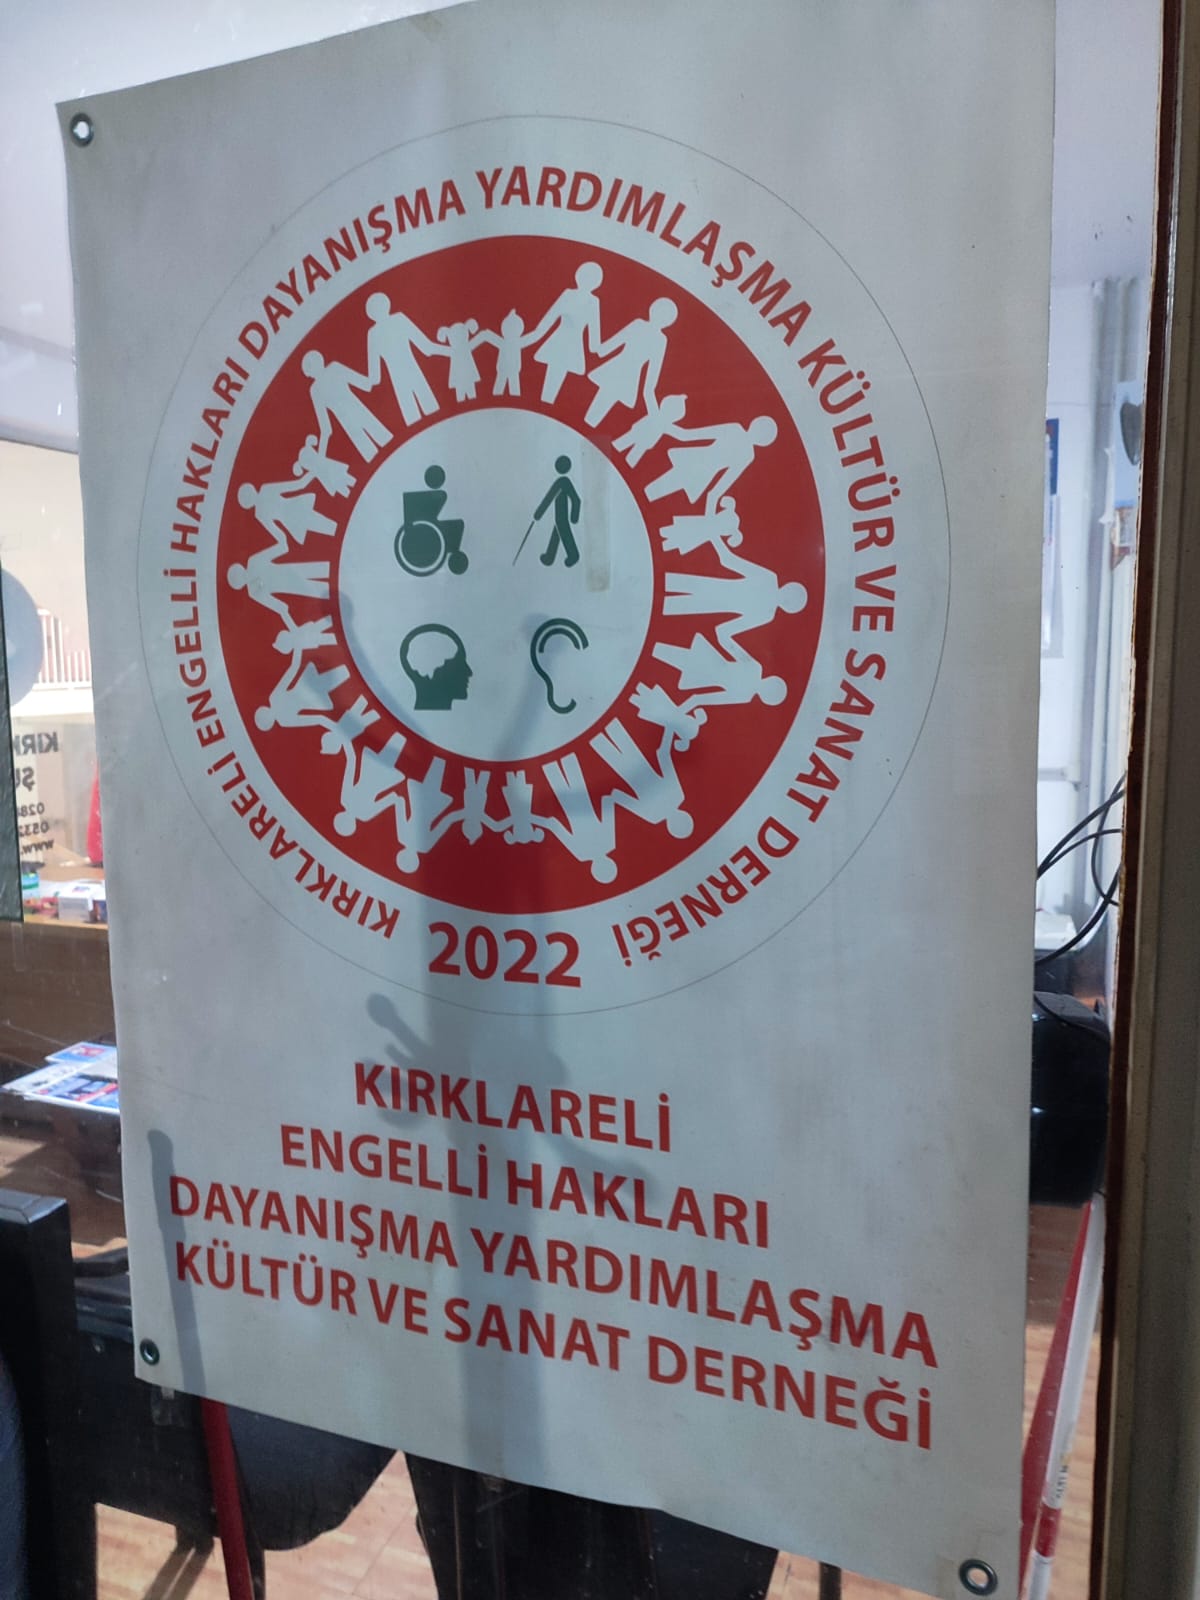 KIRKLARELİ ENGELLİ HAKLARI DAYANIŞMA YARDIMLAŞMA KÜLTÜR VE SANAT DERNEĞİ
2022
KIRKLARELİ
ENGELLİ HAKLARI
DAYANIŞMA YARDIMLAŞMA
KÜLTÜR VE SANAT DERNEĞİ